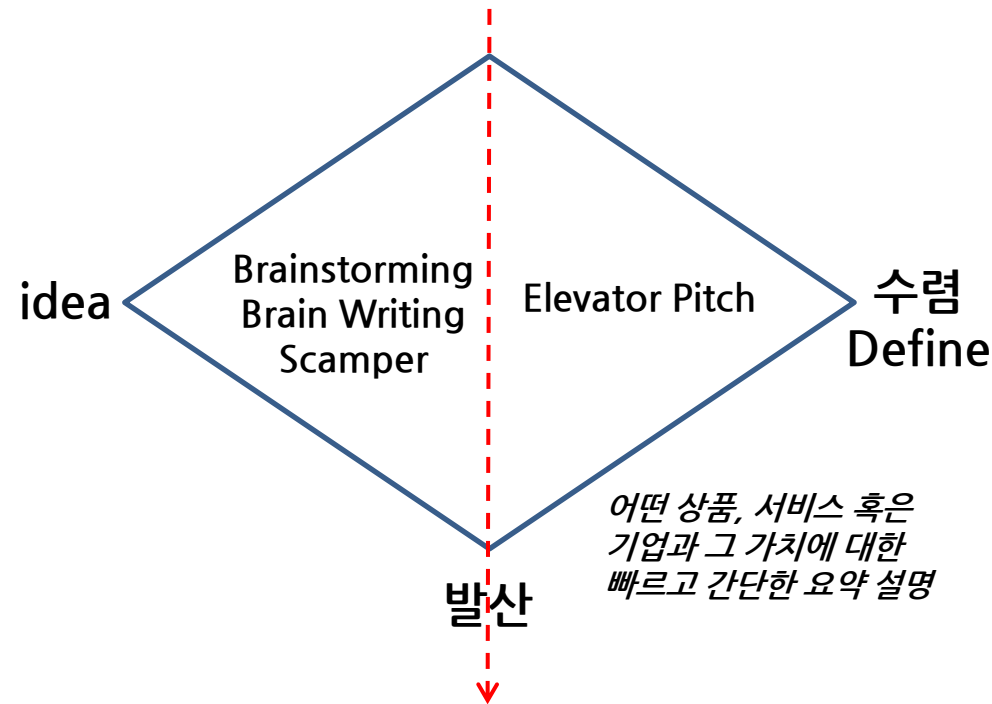 idea
Brainstorming
Brain Writing
Scamper
Elevator Pitch
수렴
Define
발산
어떤 상품, 서비스 혹은
기업과 그 가치에 대한
빠르고 간단한 요약 설명